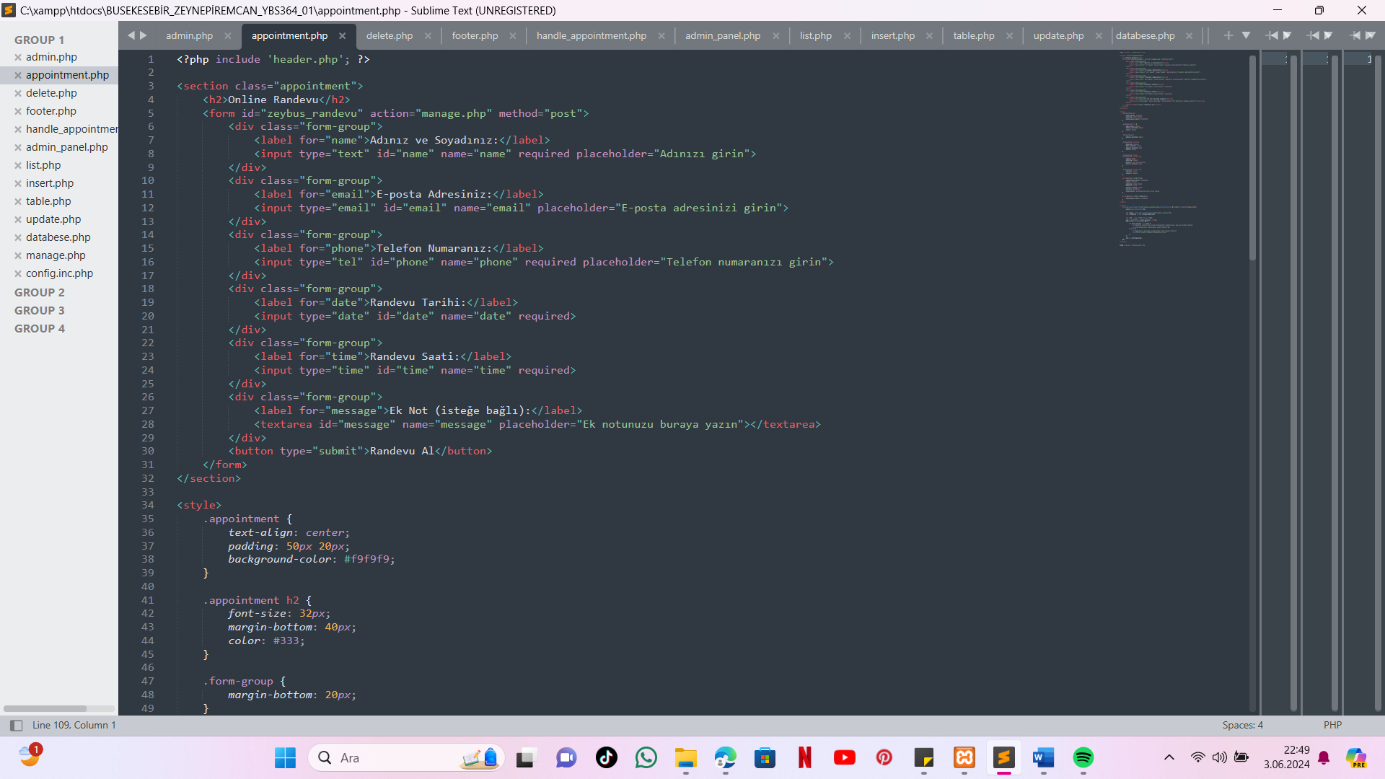 C:\xampp\htdocs\BUSEKESEBİR_ZEYNEPİREMCAN_YBS364_01\appointment.php - Sublime Text (UNREGISTERED)
GROUP 1
admin.php
appointment.php
delete.php
footer.php
handle_appointmer
admin_panel.php
list.php
insert.php
table.php
update.php
databese.php
manage.php
config.inc.php
GROUP 2
GROUP 3
GROUP 4
admin.php appointment.php delete.php footer.php handle_appointment.php admin_panel.php list.php insert.php table.php update.php databese.php
1 <?php include 'header.php'; ?>
2
3 <section class="appointment">
4 <h2>Online Randevu</h2>
5 <form id="zeybus_randevu" action="manage.php" method="post">
6 <div class="form-group">
7 <label for="name">Adınız ve Soyadınız:</label>
8 <input type="text" id="name" name="name" required placeholder="Adınızı girin">
9 </div>
10 <div class="form-group">
11 <label for="email">E-posta Adresiniz:</label>
12 <input type="email" id="email" name="email" placeholder="E-posta adresinizi girin">
13 </div>
14 <div class="form-group">
15 <label for="phone">Telefon Numaranız:</label>
16 <input type="tel" id="phone" name="phone" required placeholder="Telefon numaranızı girin">
17 </div>
18 <div class="form-group">
19 <label for="date">Randevu Tarihi:</label>
20 <input type="date" id="date" name="date" required>
21 </div>
22 <div class="form-group">
23 <label for="time">Randevu Saati:</label>
24 <input type="time" id="time" name="time" required>
25 </div>
26 <div class="form-group">
27 <label for="message">Ek Not (isteğe bağlı):</label>
28 <textarea id="message" name="message" placeholder="Ek notunuzu buraya yazın"></textarea>
29 </div>
30 <button type="submit">Randevu Al</button>
31 </form>
32 </section>
33
34 <style>
35 .appointment {
36 text-align: center;
37 padding: 50px 20px;
38 background-color: #f9f9f9;
39 }
40
41 .appointment h2 {
42 font-size: 32px;
43 margin-bottom: 40px;
44 color: #333;
45 }
46
47 .form-group {
48 margin-bottom: 20px;
49 }
Line 109, Column 1
Spaces: 4 PHP
1
Ara
22:49
3.06.2024
PRE